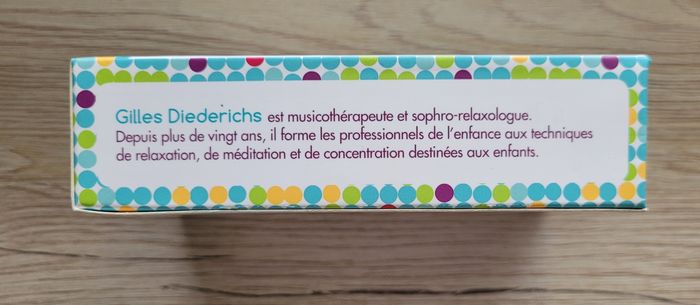 Gilles Diederichs est musicothérapeute et sophro-relaxologue.
Depuis plus de vingt ans, il forme les professionnels de l'enfance aux techniques
de relaxation, de méditation et de concentration destinées aux enfants.